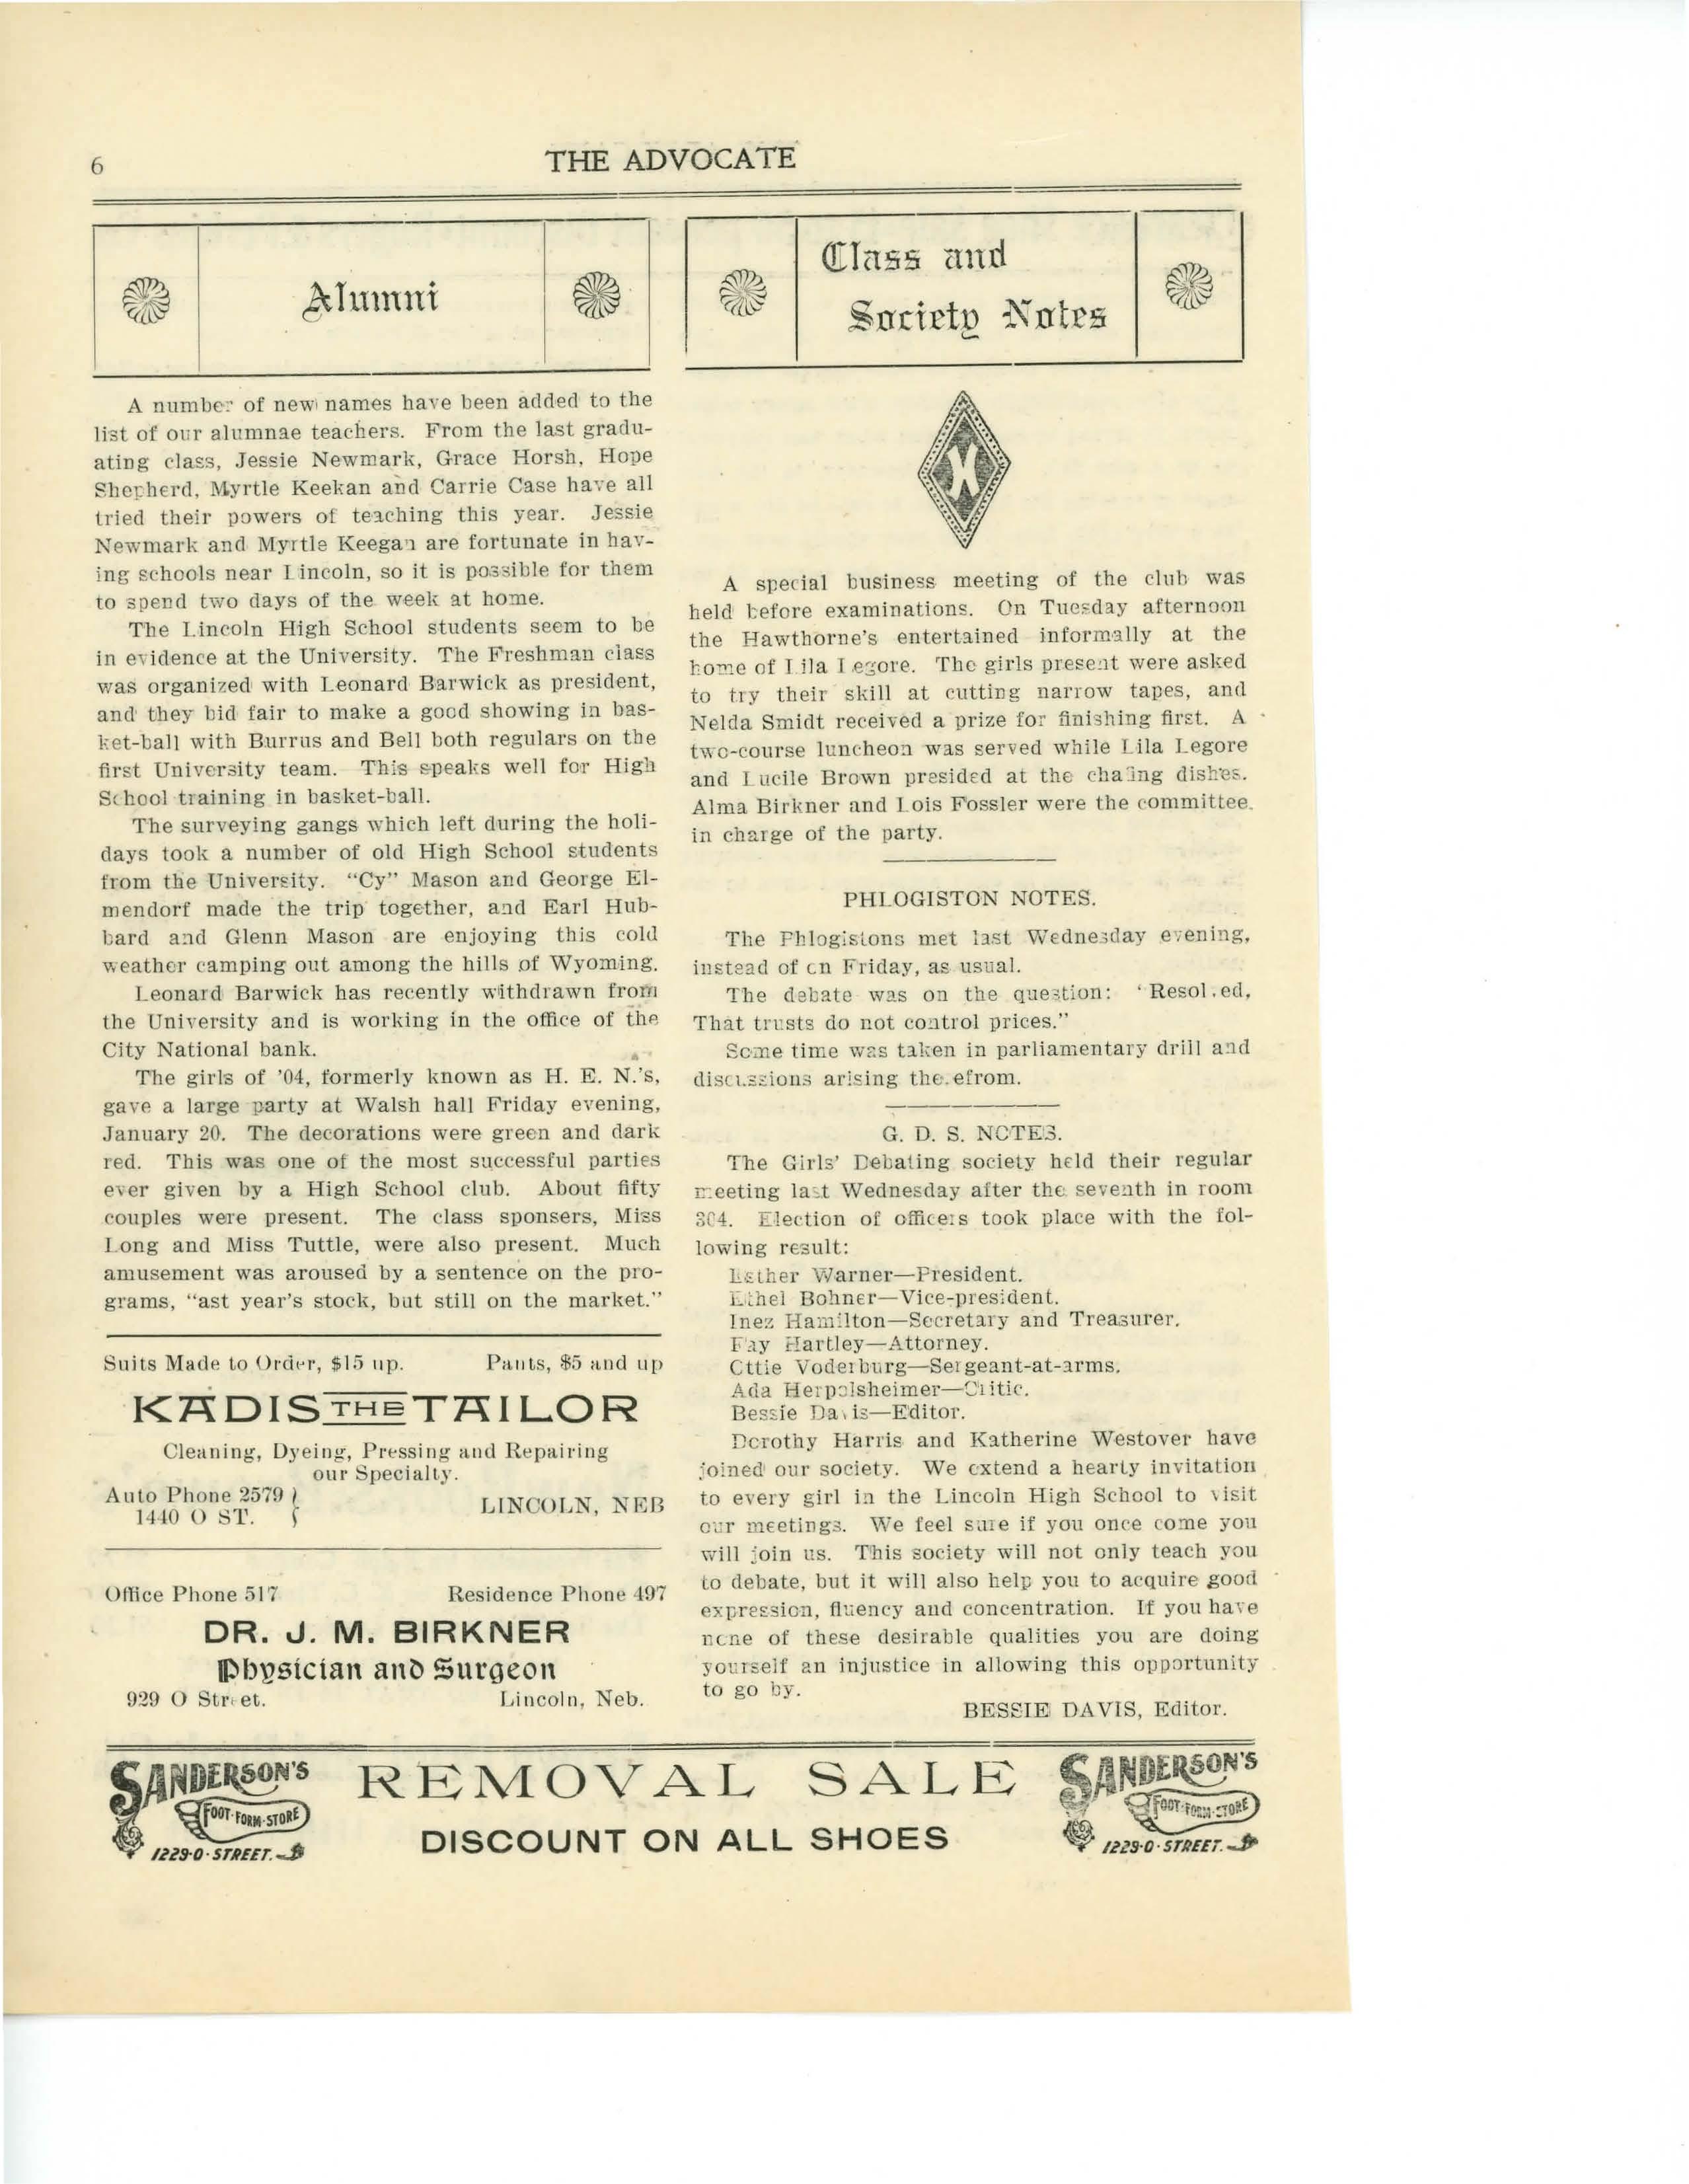 6
THE ADVOCATE
Alumni
A number of new names have been added to the
list of our alumnae teachers. From the last gradu-
ating class, Jessie Newmark, Grace Horsh, Hope
Shepherd, Myrtle Keekan and Carrie Case have all
tried their powers of teaching this year. Jessie
Newmark and Myrtle Keegan are fortunate in hav-
ing schools near Lincoln, so it is possible for them
to spend two days of the week at home.
The Lincoln High School students seem to be
in evidence at the University. The Freshman class
was organized with Leonard Barwick as president,
and they bid fair to make a good showing in bas-
ket-ball with Burrus and Bell both regulars on the
first University team. This speaks well for High
School training in basket-ball.
The surveying gangs which left during the holi-
days took a number of old High School students
from the University. "Cy" Mason and George El-
mendorf made the trip together, and Earl Hub-
bard and Glenn Mason are enjoying this cold
weather camping out among the hills of Wyoming.
Leonard Barwick has recently withdrawn from
the University and is working in the office of the
City National bank.
The girls of '04, formerly known as H. E. N.'s,
gave a large party at Walsh hall Friday evening,
January 20. The decorations were green and dark
red. This was one of the most successful parties
ever given by a High School club. About fifty
couples were present. The class sponsers, Miss
Long and Miss Tuttle, were also present. Much
amusement was aroused by a sentence on the pro-
grams, "ast year's stock, but still on the market."
Suits Made to Order, $15 up. Pants, $5 and up
KADIS THE TAILOR
Cleaning, Dyeing, Pressing and Repairing
our Specialty.
Auto Phone 2579
1440 O ST.
LINCOLN, NEB
Office Phone 517 Residence Phone 497
DR. J. M. BIRKNER
Physician and Surgeon
929 O Street. Lincoln, Neb.
Class and
Society Notes
A special business meeting of the club was
held before examinations. On Tuesday afternoon
the Hawthorne's entertained informally at the
home of Lila Legore. The girls present were asked
to try their skill at cutting narrow tapes, and
Nelda Smidt received a prize for finishing first. A
two-course luncheon was served while Lila Legore
and Lucile Brown presided at the chafing dishes.
Alma Birkner and Lois Fossler were the committee
in charge of the party.
PHLOGISTON NOTES.
The Phlogistons met last Wednesday evening,
instead of on Friday, as usual.
The debate was on the question: "Resolved,
That trusts do not control prices."
Some time was taken in parliamentary drill and
discussions arising therefrom.
G. D. S. NOTES.
The Girls' Debating society held their regular
meeting last Wednesday after the seventh in room
304. Election of officers took place with the fol-
lowing result:
Esther Warner—President.
Ethel Bohner—Vice-president.
Inez Hamilton—Secretary and Treasurer.
Fay Hartley—Attorney.
Ottie Voderburg—Sergeant-at-arms.
Ada Herpolsheimer—Critic.
Bessie Davis—Editor.
Dorothy Harris and Katherine Westover have
joined our society. We extend a hearty invitation
to every girl in the Lincoln High School to visit
our meetings. We feel sure if you once come you
will join us. This society will not only teach you
to debate, but it will also help you to acquire good
expression, fluency and concentration. If you have
none of these desirable qualities you are doing
yourself an injustice in allowing this opportunity
to go by.
BESSIE DAVIS, Editor.
SANDERSON'S
FOOT-FORM-STORE
1229-O-STREET.
REMOVAL SALE
DISCOUNT ON ALL SHOES
SANDERSON'S
FOOT-FORM-STORE
1229-O-STREET.